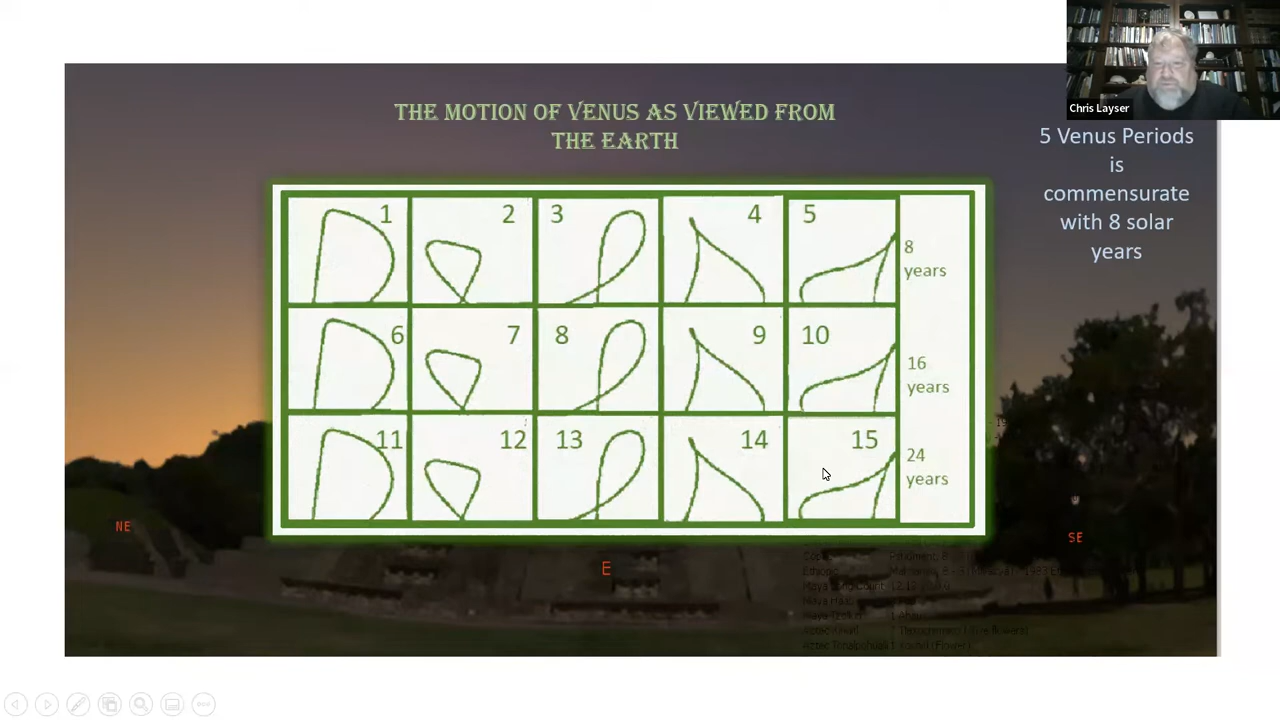 Chris Layser
THE MOTION OF VENUS AS VIEWED FROM
THE EARTH
5 Venus Periods
is
commensurate
with 8 solar
years
1 2 3 4 5
8
years
6 7 8 9 10
16
years
11 12 13 14 15
24
years
NE
E
SE